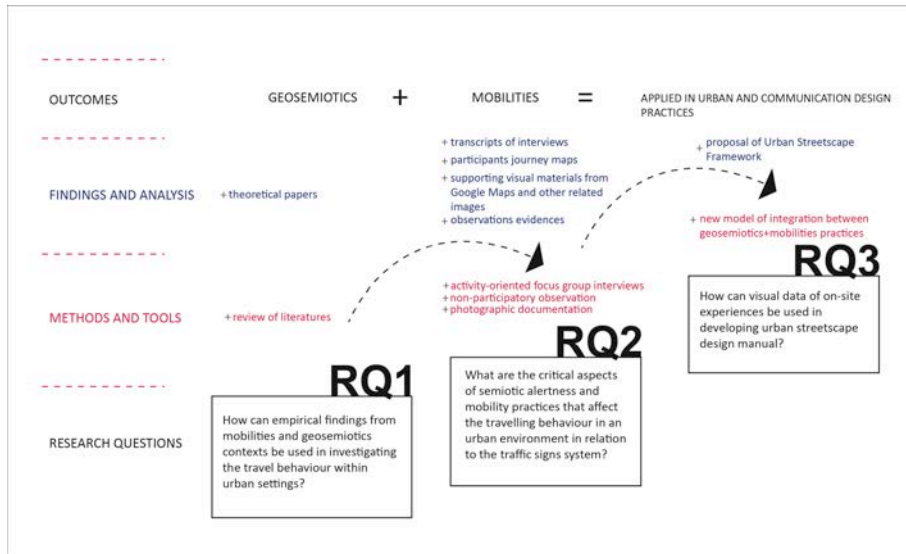 OUTCOMES
GEOSEMIOTICS + MOBILITIES = APPLIED IN URBAN AND COMMUNICATION DESIGN
PRACTICES
FINDINGS AND ANALYSIS
+ theoretical papers
+ transcripts of interviews
+ participants journey maps
+ supporting visual materials from
Google Maps and other related
images
+ observations evidences
+ proposal of Urban Streetscape
Framework
METHODS AND TOOLS
+ review of literatures
+ activity-oriented focus group interviews
+ non-participatory observation
+ photographic documentation
+ new model of integration between
geosemiotics+mobilities practices
RESEARCH QUESTIONS
RQ1
How can empirical findings from
mobilities and geosemiotics
contexts be used in investigating
the travel behaviour within
urban settings?
RQ2
What are the critical aspects
of semiotic alertness and
mobility practices that affect
the travelling behaviour in an
urban environment in relation
to the traffic signs system?
RQ3
How can visual data of on-site
experiences be used in
developing urban streetscape
design manual?